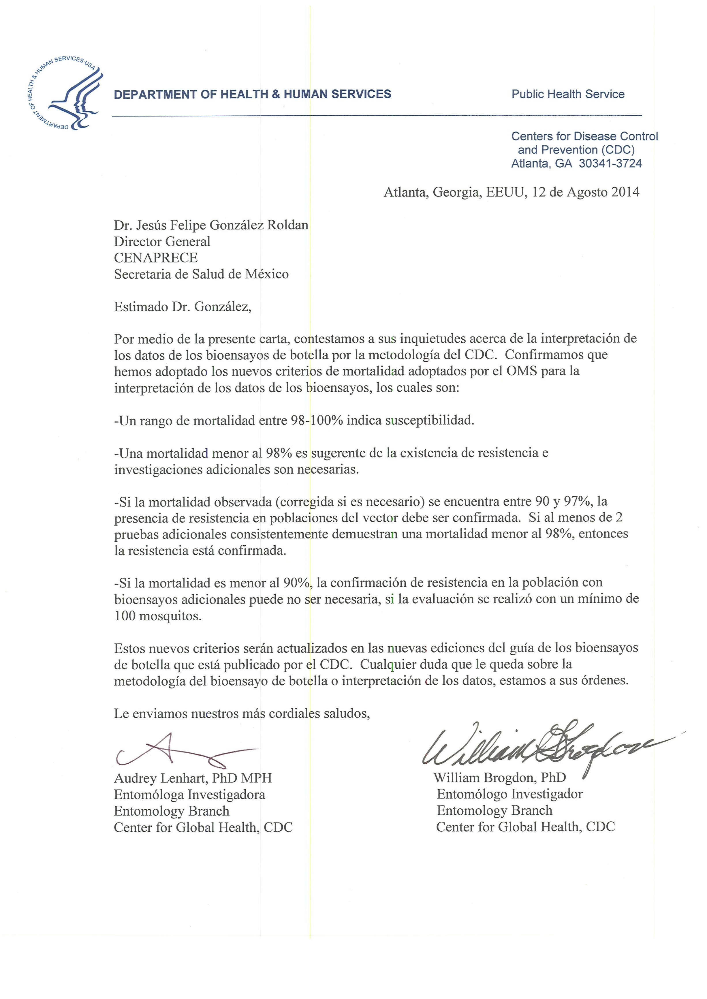 DEPARTMENT OF HEALTH & HUMAN SERVICES·USA
DEPARTMENT OF HEALTH & HUMAN SERVICES
Public Health Service
Centers for Disease Control
and Prevention (CDC)
Atlanta, GA 30341-3724
Atlanta, Georgia, EEUU, 12 de Agosto 2014
Dr. Jesús Felipe González Roldan
Director General
CENAPRECE
Secretaria de Salud de México
Estimado Dr. González,
Por medio de la presente carta, contestamos a sus inquietudes acerca de la interpretación de
los datos de los bioensayos de botella por la metodología del CDC. Confirmamos que
hemos adoptado los nuevos criterios de mortalidad adoptados por el OMS para la
interpretación de los datos de los bioensayos, los cuales son:
-Un rango de mortalidad entre 98-100% indica susceptibilidad.
-Una mortalidad menor al 98% es sugerente de la existencia de resistencia e
investigaciones adicionales son necesarias.
-Si la mortalidad observada (corregida si es necesario) se encuentra entre 90 y 97%, la
presencia de resistencia en poblaciones del vector debe ser confirmada. Si al menos de 2
pruebas adicionales consistentemente demuestran una mortalidad menor al 98%, entonces
la resistencia está confirmada.
-Si la mortalidad es menor al 90%, la confirmación de resistencia en la población con
bioensayos adicionales puede no ser necesaria, si la evaluación se realizó con un mínimo de
100 mosquitos.
Estos nuevos criterios serán actualizados en las nuevas ediciones del guía de los bioensayos
de botella que está publicado por el CDC. Cualquier duda que le queda sobre la
metodología del bioensayo de botella o interpretación de los datos, estamos a sus órdenes.
Le enviamos nuestros más cordiales saludos,
William G Brogdon
Audrey Lenhart, PhD MPH
Entomóloga Investigadora
Entomology Branch
Center for Global Health, CDC
William Brogdon, PhD
Entomólogo Investigador
Entomology Branch
Center for Global Health, CDC